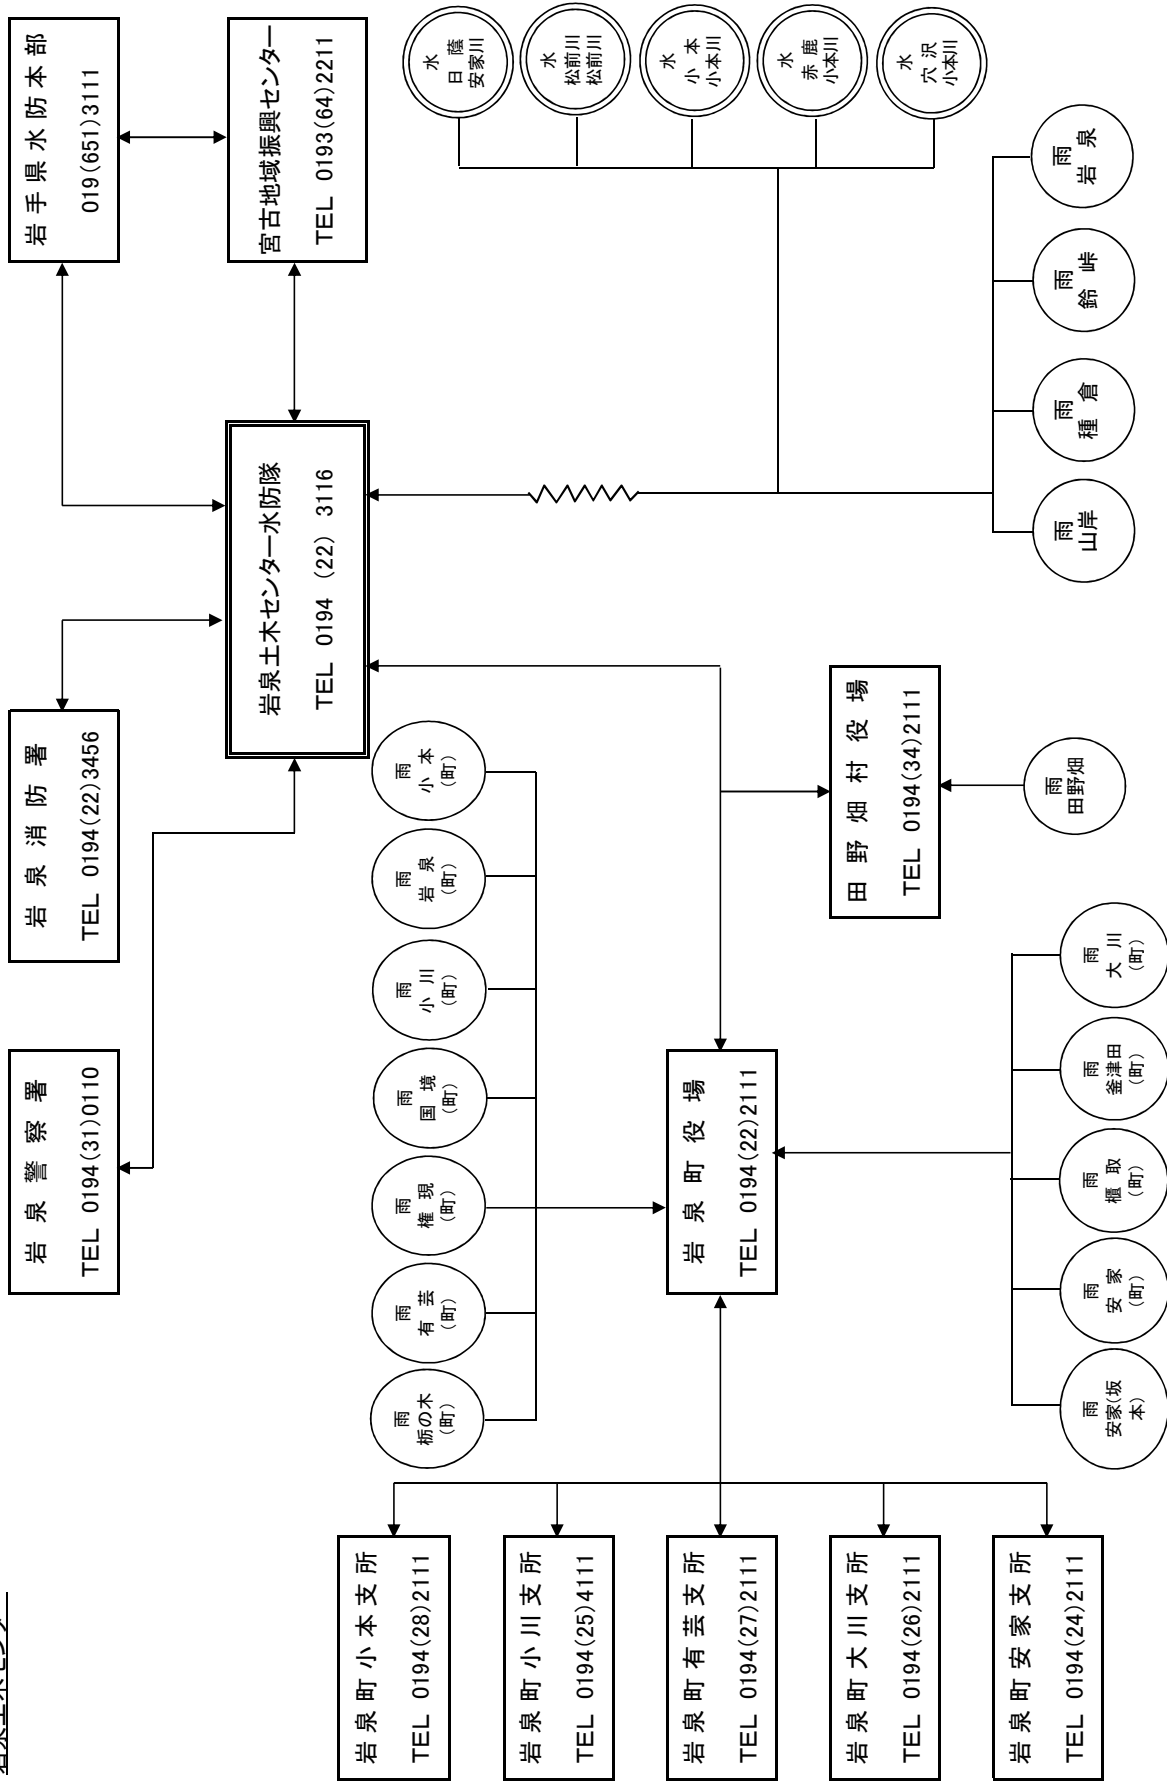 岩泉警察署
TEL 0194(31)0110
岩泉消防署
TEL 0194(22)3456
岩手県水防本部
019(651)3111
岩泉土木センター水防隊
TEL 0194 (22) 3116
宮古地域振興センター
TEL 0193(64)2211
岩泉町小本支所
TEL 0194(28)2111
岩泉町小川支所
TEL 0194(25)4111
岩泉町有芸支所
TEL 0194(27)2111
岩泉町大川支所
TEL 0194(26)2111
岩泉町安家支所
TEL 0194(24)2111
雨
栃の木
(町)
雨
有芸
(町)
雨
権現
(町)
雨
国境
(町)
雨
小川
(町)
雨
岩泉
(町)
雨
小本
(町)
水
日蔭
安家川
水
松前川
松前川
水
小本
小本川
水
赤鹿
小本川
水
穴沢
小本川
岩泉町役場
TEL 0194(22)2111
田野畑村役場
TEL 0194(34)2111
雨
安家(坂
本)
雨
安家
(町)
雨
櫃取
(町)
雨
釜津田
(町)
雨
大川
(町)
雨
田野畑
雨
山岸
雨
種倉
雨
鈴峠
雨
岩泉